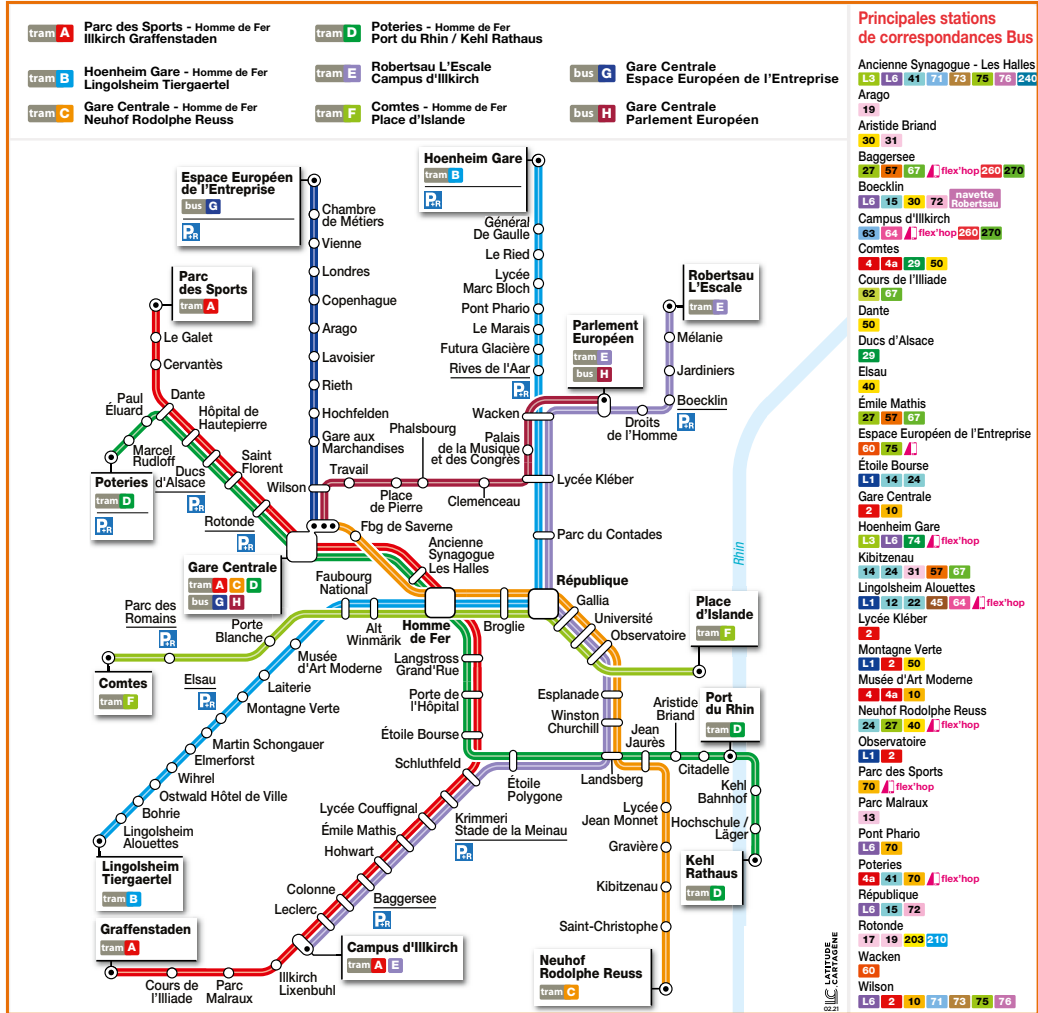 tram A Parc des Sports - Homme de Fer
Illkirch Graffenstaden
tram B Hoenheim Gare - Homme de Fer
Lingolsheim Tiergaertel
tram C Gare Centrale - Homme de Fer
Neuhof Rodolphe Reuss
tram D Poteries - Homme de Fer
Port du Rhin / Kehl Rathaus
tram E Robertsau L'Escale
Campus d'Illkirch
tram F Comtes - Homme de Fer
Place d'Islande
bus G Gare Centrale
Espace Européen de l'Entreprise
bus H Gare Centrale
Parlement Européen
Espace Européen
de l'Entreprise
bus G
P+R
Chambre
de Métiers
Vienne
Londres
Copenhague
Arago
Lavoisier
Rieth
Hochfelden
Gare aux
Marchandises
Wilson
Hoenheim Gare
tram B
P+R
Général
De Gaulle
Le Ried
Lycée
Marc Bloch
Pont Phario
Le Marais
Futura Glacière
Rives de l'Aar
P+R
Wacken
Palais
de la Musique
et des Congrès
Lycée Kléber
Parc du Contades
Parlement
Européen
tram E
bus H
Robertsau
L'Escale
tram E
Mélanie
Jardiniers
Boecklin
P+R
Droits
de l'Homme
Parc
des Sports
tram A
Le Galet
Cervantès
Dante
Paul
Éluard
Marcel
Rudloff
Poteries
tram D
P+R
Hôpital de
Hautepierre
Ducs
d'Alsace
P+R
Saint
Florent
Rotonde
P+R
Travail
Phalsbourg
Place
de Pierre
Clemenceau
Fbg de Saverne
Ancienne
Synagogue
Les Halles
Gare Centrale
tram A C D
bus G H
Faubourg
National
Alt
Winmärik
Homme
de Fer
Broglie
République
Gallia
Université
Observatoire
Place
d'Islande
tram F
Rhin
Parc des
Romains
P+R
Porte
Blanche
Comtes
tram F
Musée
d'Art Moderne
Laiterie
Elsau
P+R
Montagne Verte
Martin Schongauer
Elmerforst
Wihrel
Ostwald Hôtel de Ville
Bohrie
Lingolsheim
Alouettes
Lingolsheim
Tiergaertel
tram B
Langstross
Grand'Rue
Porte de
l'Hôpital
Étoile Bourse
Schluthfeld
Étoile
Polygone
Esplanade
Winston
Churchill
Landsberg
Jean
Jaurès
Aristide
Briand
Citadelle
Port
du Rhin
tram D
Kehl
Bahnhof
Hochschule /
Läger
Kehl
Rathaus
tram D
Lycée
Jean Monnet
Gravière
Kibitzenau
Saint-Christophe
Neuhof
Rodolphe Reuss
tram C
Krimmeri
Stade de la Meinau
P+R
Lycée Couffignal
Émile Mathis
Hohwart
Baggersee
P+R
Colonne
Leclerc
Campus d'Illkirch
tram A E
Illkirch
Lixenbuhl
Parc
Malraux
Cours de
l'Illiade
Graffenstaden
tram A
LATITUDE
CARTAGÈNE
02.21
Principales stations
de correspondances Bus
Ancienne Synagogue - Les Halles
L3 L6 41 71 73 75 76 240
Arago
19
Aristide Briand
30 31
Baggersee
27 57 67 flex'hop 260 270
Boecklin
L6 15 30 72 navette
Robertsau
Campus d'Illkirch
63 64 flex'hop 260 270
Comtes
4 4a 29 50
Cours de l'Illiade
62 67
Dante
50
Ducs d'Alsace
29
Elsau
40
Émile Mathis
27 57 67
Espace Européen de l'Entreprise
60 75
Étoile Bourse
L1 14 24
Gare Centrale
2 10
Hoenheim Gare
L3 L6 74 flex'hop
Kibitzenau
14 24 31 57 67
Lingolsheim Alouettes
L1 12 22 45 64 flex'hop
Lycée Kléber
2
Montagne Verte
L1 2 50
Musée d'Art Moderne
4 4a 10
Neuhof Rodolphe Reuss
24 27 40 flex'hop
Observatoire
L1 2
Parc des Sports
70 flex'hop
Parc Malraux
13
Pont Phario
L6 70
Poteries
4a 41 70 flex'hop
République
L6 15 72
Rotonde
17 19 203 210
Wacken
60
Wilson
L6 2 10 71 73 75 76